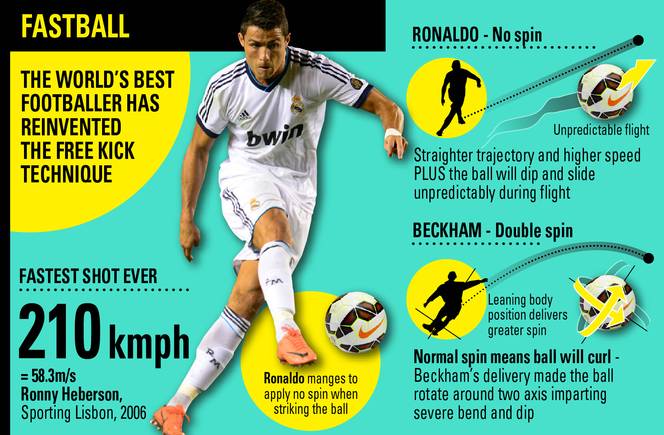 FASTBALL
THE WORLD'S BEST
FOOTBALLER HAS
REINVENTED
THE FREE KICK
TECHNIQUE
FASTEST SHOT EVER
210 kmph
= 58.3m/s
Ronny Heberson,
Sporting Lisbon, 2006
bwin
Ronaldo manges to
apply no spin when
striking the ball
RONALDO - No spin
Unpredictable flight
Straighter trajectory and higher speed
PLUS the ball will dip and slide
unpredictably during flight
BECKHAM - Double spin
Leaning body
position delivers
greater spin
Normal spin means ball will curl -
Beckham's delivery made the ball
rotate around two axis imparting
severe bend and dip